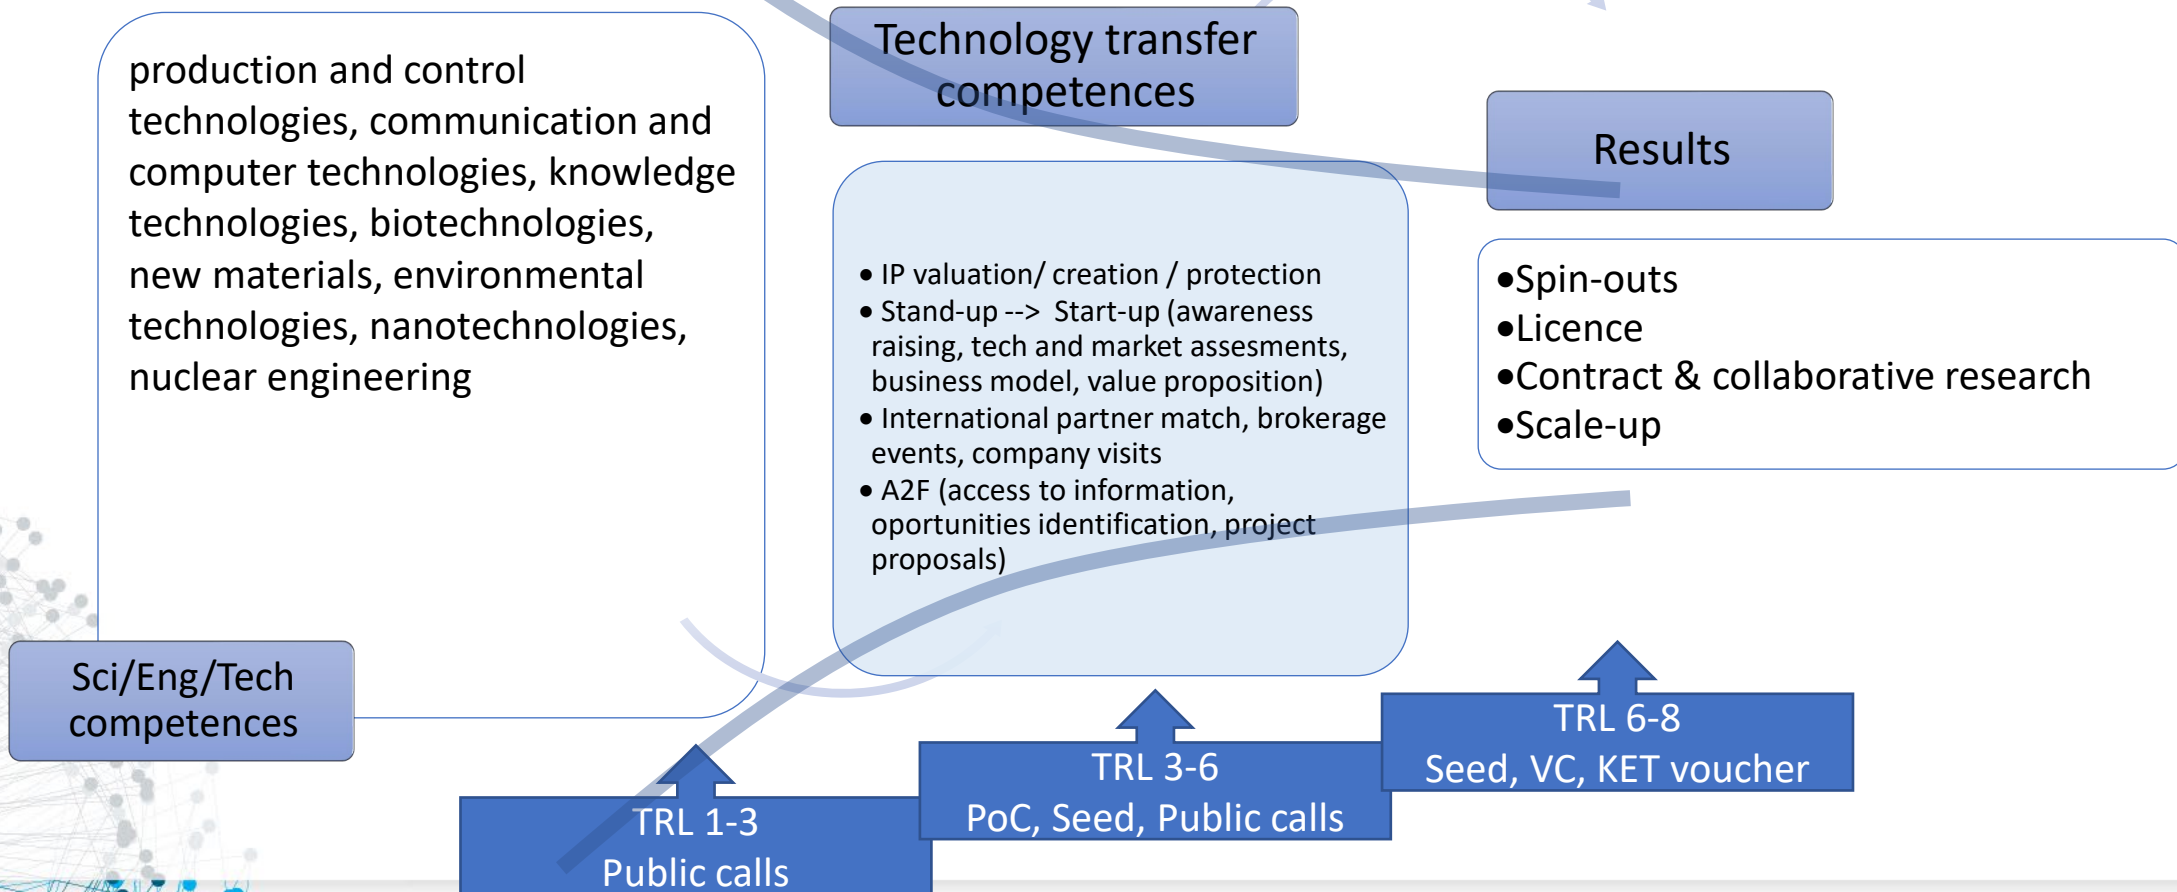 production and control
technologies, communication and
computer technologies, knowledge
technologies, biotechnologies,
new materials, environmental
technologies, nanotechnologies,
nuclear engineering
Sci/Eng/Tech
competences
Technology transfer
competences
• IP valuation/ creation / protection
• Stand-up --> Start-up (awareness
raising, tech and market assesments,
business model, value proposition)
• International partner match, brokerage
events, company visits
• A2F (access to information,
oportunities identification, project
proposals)
Results
•Spin-outs
•Licence
•Contract & collaborative research
•Scale-up
TRL 1-3
Public calls
TRL 3-6
PoC, Seed, Public calls
TRL 6-8
Seed, VC, KET voucher